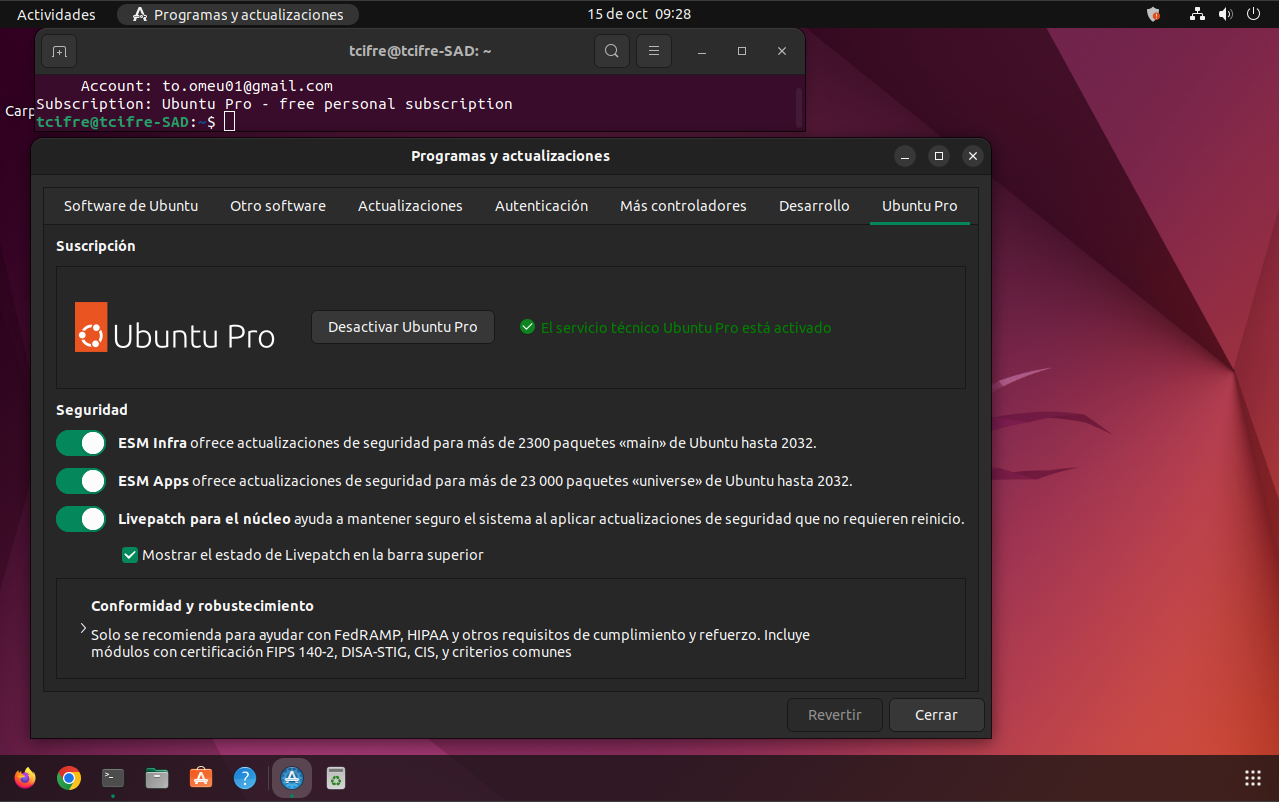 Actividades
Programas y actualizaciones
15 de oct 09:28
tcifre@tcifre-SAD: ~
Account: to.omeu01@gmail.com
Subscription: Ubuntu Pro - free personal subscription
tcifre@tcifre-SAD:~$
Carp
Programas y actualizaciones
Software de Ubuntu
Otro software
Actualizaciones
Autenticación
Más controladores
Desarrollo
Ubuntu Pro
Suscripción
Ubuntu Pro
Desactivar Ubuntu Pro
El servicio técnico Ubuntu Pro está activado
Seguridad
ESM Infra ofrece actualizaciones de seguridad para más de 2300 paquetes «main» de Ubuntu hasta 2032.
ESM Apps ofrece actualizaciones de seguridad para más de 23 000 paquetes «universe» de Ubuntu hasta 2032.
Livepatch para el núcleo ayuda a mantener seguro el sistema al aplicar actualizaciones de seguridad que no requieren reinicio.
Mostrar el estado de Livepatch en la barra superior
Conformidad y robustecimiento
Solo se recomienda para ayudar con FedRAMP, HIPAA y otros requisitos de cumplimiento y refuerzo. Incluye
módulos con certificación FIPS 140-2, DISA-STIG, CIS, y criterios comunes
Revertir
Cerrar